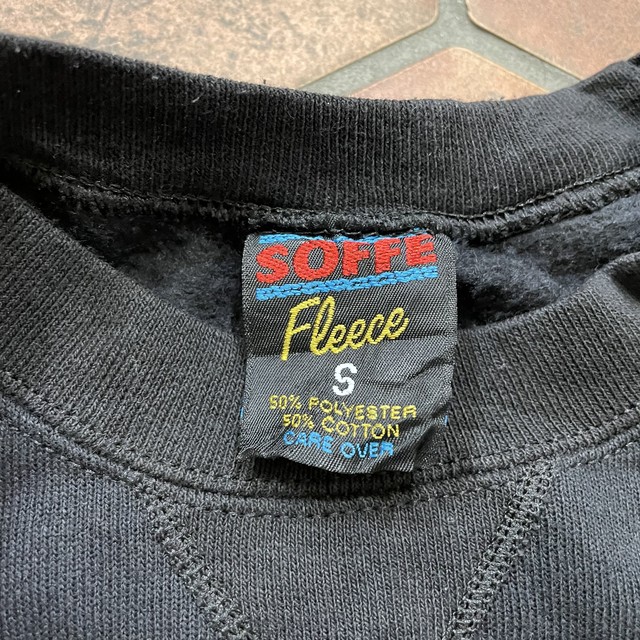 SOFFE
Fleece
S
50% POLYESTER
50% COTTON
CARE OVER